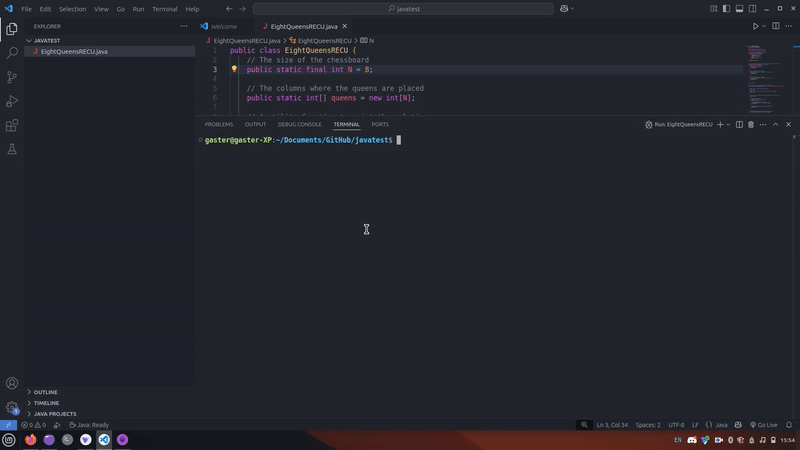 File Edit Selection View Go Run Terminal Help
javatest
EXPLORER
Welcome
EightQueensRECU.java
JAVATEST
EightQueensRECU.java
EightQueensRECU.java > EightQueensRECU > N
1 public class EightQueensRECU {
2 // The size of the chessboard
3 public static final int N = 8;
4
5 // The columns where the queens are placed
6 public static int[] queens = new int[N];
7
PROBLEMS OUTPUT DEBUG CONSOLE TERMINAL PORTS
Run: EightQueensRECU
gaster@gaster-XP:~/Documents/GitHub/javatest$
OUTLINE
TIMELINE
JAVA PROJECTS
0 0 Java: Ready
Ln 3, Col 34 Spaces: 2 UTF-8 LF Java Go Live
EN 15:54